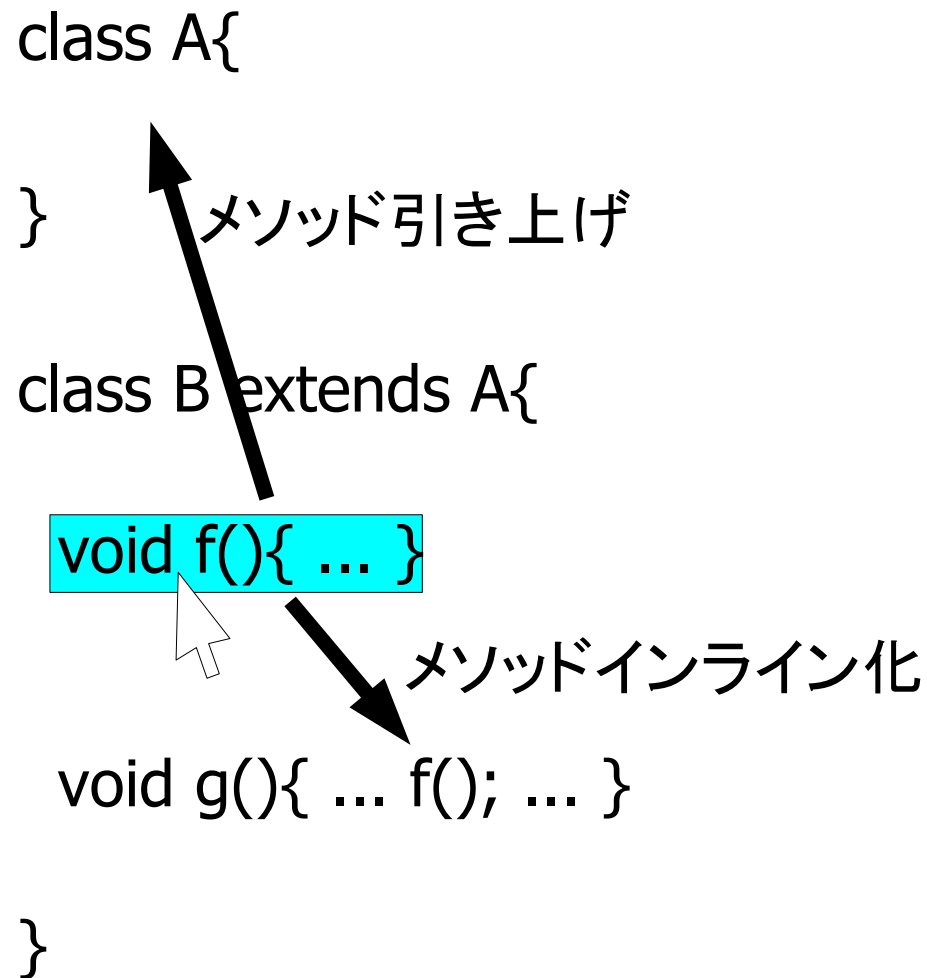 class A{
} メソッド引き上げ
class B extends A{
void f(){ ... }
メソッドインライン化
void g(){ ... f(); ... }
}